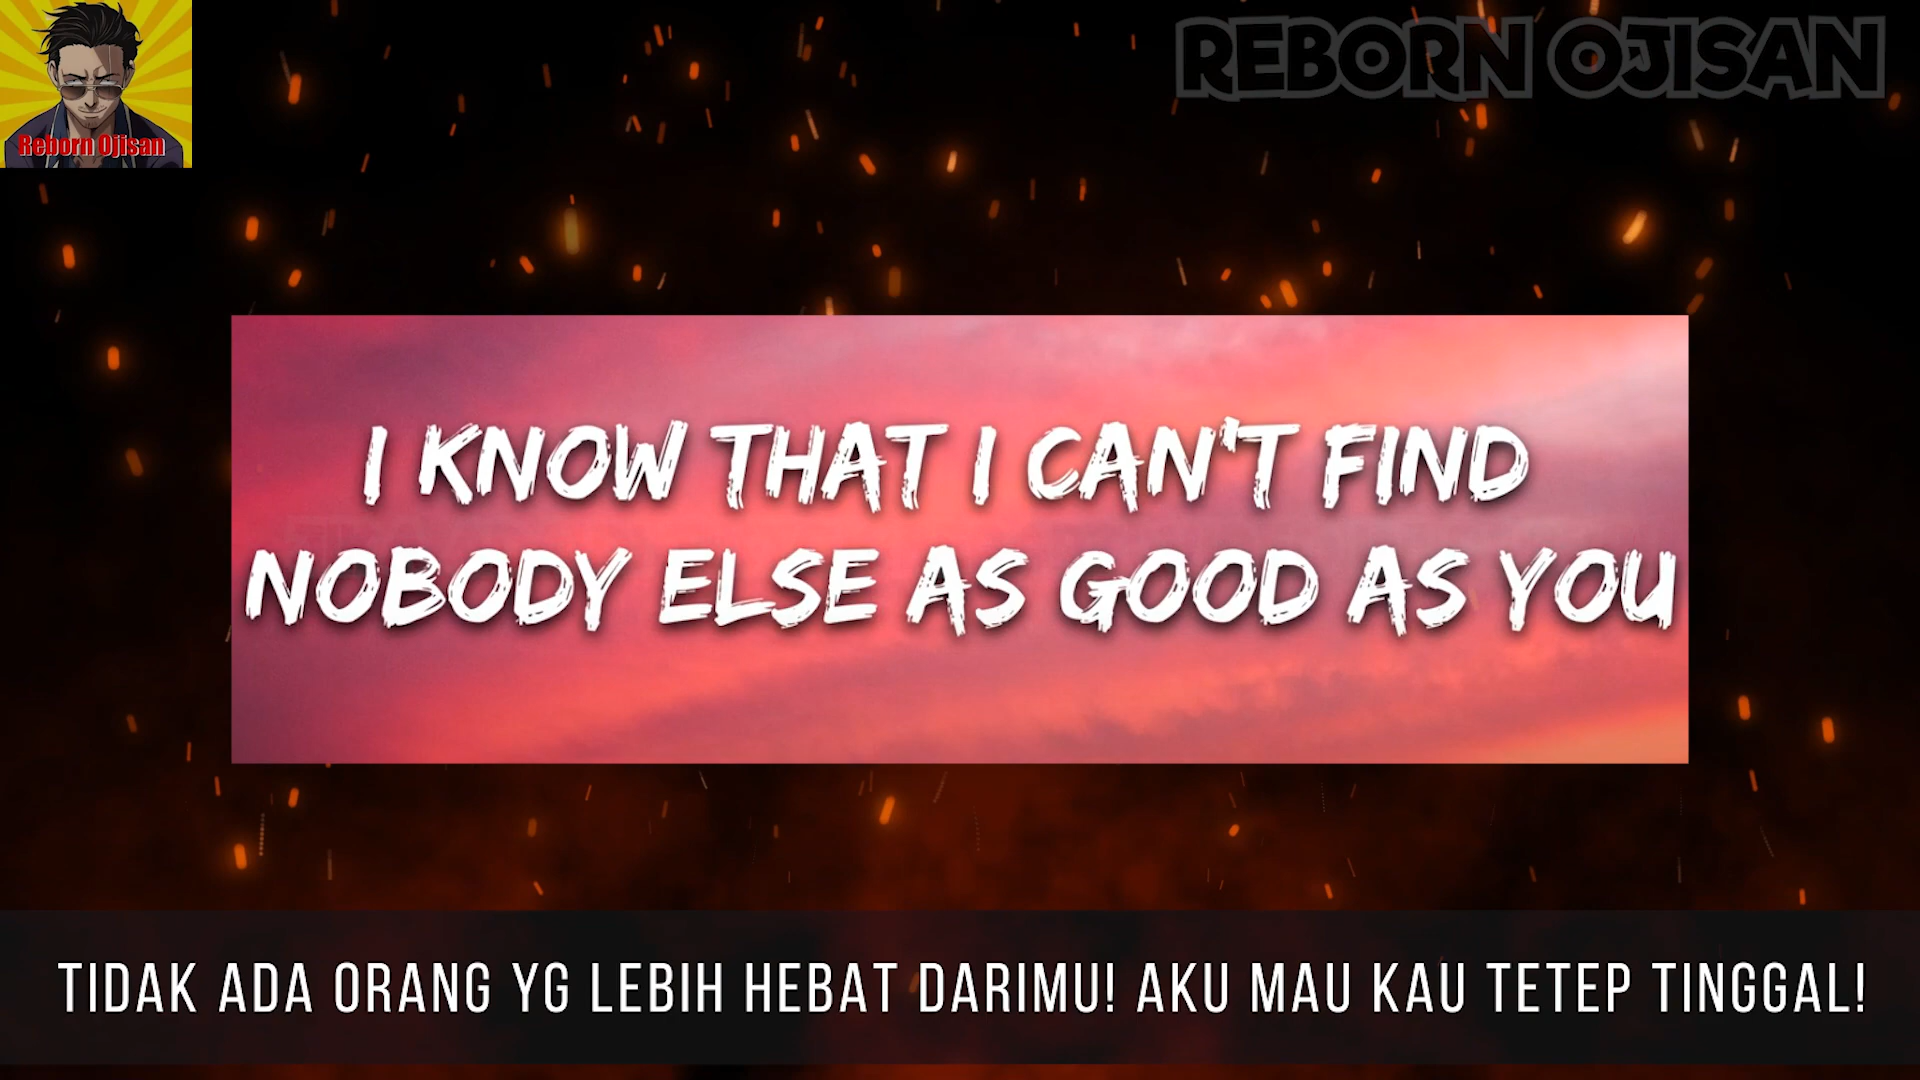 Reborn Ojisan
REBORN OJISAN
I KNOW THAT I CAN'T FIND
NOBODY ELSE AS GOOD AS YOU
TIDAK ADA ORANG YG LEBIH HEBAT DARIMU! AKU MAU KAU TETEP TINGGAL!